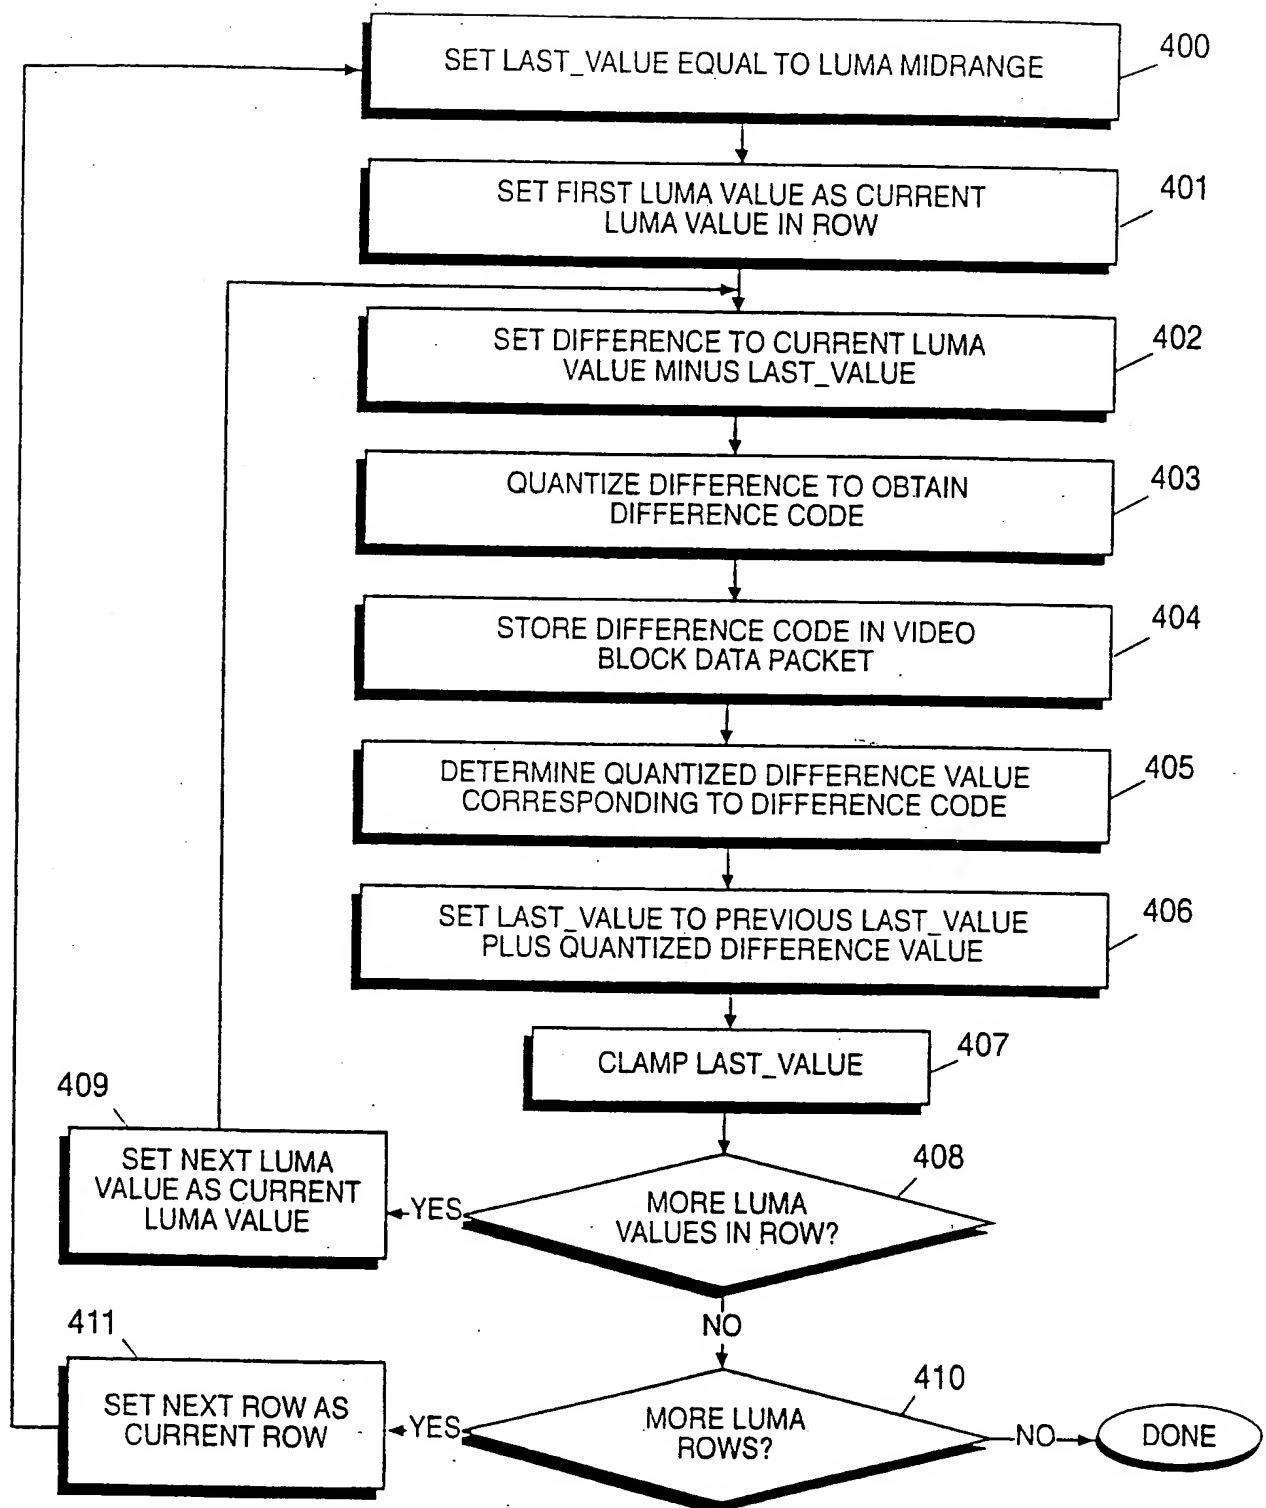 SET LAST_VALUE EQUAL TO LUMA MIDRANGE
400
SET FIRST LUMA VALUE AS CURRENT
LUMA VALUE IN ROW
401
SET DIFFERENCE TO CURRENT LUMA
VALUE MINUS LAST_VALUE
402
QUANTIZE DIFFERENCE TO OBTAIN
DIFFERENCE CODE
403
STORE DIFFERENCE CODE IN VIDEO
BLOCK DATA PACKET
404
DETERMINE QUANTIZED DIFFERENCE VALUE
CORRESPONDING TO DIFFERENCE CODE
405
SET LAST_VALUE TO PREVIOUS LAST_VALUE
PLUS QUANTIZED DIFFERENCE VALUE
406
CLAMP LAST_VALUE
407
409
SET NEXT LUMA
VALUE AS CURRENT
LUMA VALUE
YES
MORE LUMA
VALUES IN ROW?
408
NO
411
SET NEXT ROW AS
CURRENT ROW
YES
MORE LUMA
ROWS?
410
NO
DONE